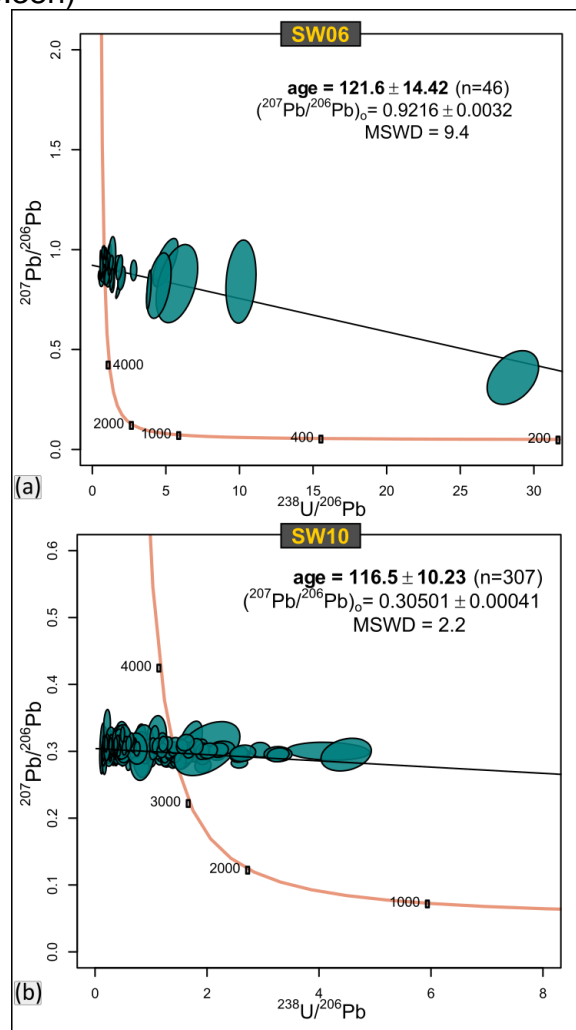 SW06
age = 121.6 ± 14.42 (n=46)
(²⁰⁷Pb/²⁰⁶Pb)ₒ= 0.9216 ± 0.0032
MSWD = 9.4
²⁰⁷Pb/²⁰⁶Pb
2.0
1.5
1.0
0.5
0.0
4000
2000
1000
400
200
0 5 10 15 20 25 30
²³⁸U/²⁰⁶Pb
(a)
SW10
age = 116.5 ± 10.23 (n=307)
(²⁰⁷Pb/²⁰⁶Pb)ₒ= 0.30501 ± 0.00041
MSWD = 2.2
²⁰⁷Pb/²⁰⁶Pb
0.6
0.5
0.4
0.3
0.2
0.1
0.0
4000
3000
2000
1000
0 2 4 6 8
²³⁸U/²⁰⁶Pb
(b)